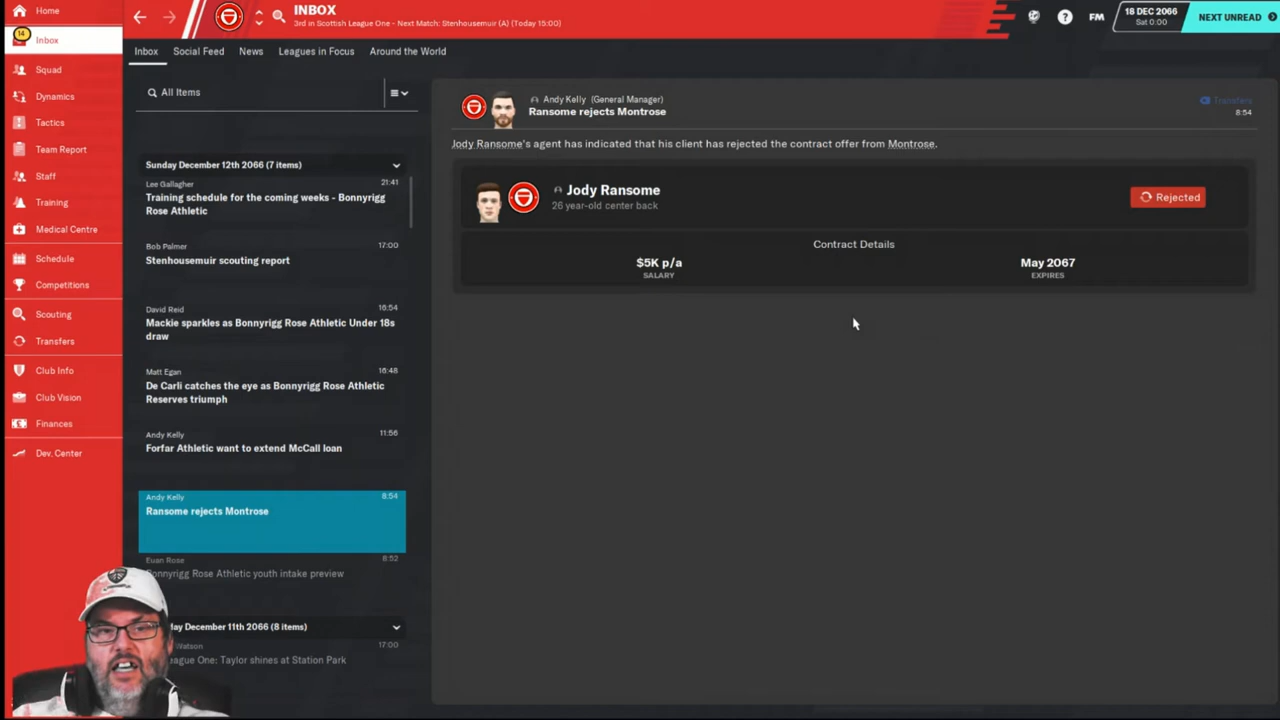 Home
14
Inbox
Squad
Dynamics
Tactics
Team Report
Staff
Training
Medical Centre
Schedule
Competitions
Scouting
Transfers
Club Info
Club Vision
Finances
Dev. Center
INBOX
3rd in Scottish League One - Next Match: Stenhousemuir (A) (Today 15:00)
?
FM
18 DEC 2066
Sat 0:00
NEXT UNREAD
Inbox
Social Feed
News
Leagues in Focus
Around the World
All Items
Sunday December 12th 2066 (7 items)
Lee Gallagher 21:41
Training schedule for the coming weeks - Bonnyrigg
Rose Athletic
Bob Palmer 17:00
Stenhousemuir scouting report
David Reid 16:54
Mackie sparkles as Bonnyrigg Rose Athletic Under 18s
draw
Matt Egan 16:48
De Carli catches the eye as Bonnyrigg Rose Athletic
Reserves triumph
Andy Kelly 11:56
Forfar Athletic want to extend McCall loan
Andy Kelly 8:54
Ransome rejects Montrose
Euan Rose 8:52
Bonnyrigg Rose Athletic youth intake preview
day December 11th 2066 (8 items)
Watson 17:00
eague One: Taylor shines at Station Park
Andy Kelly (General Manager)
Ransome rejects Montrose
Transfers
8:54
Jody Ransome's agent has indicated that his client has rejected the contract offer from Montrose.
Jody Ransome
26 year-old center back
Rejected
Contract Details
$5K p/a
SALARY
May 2067
EXPIRES